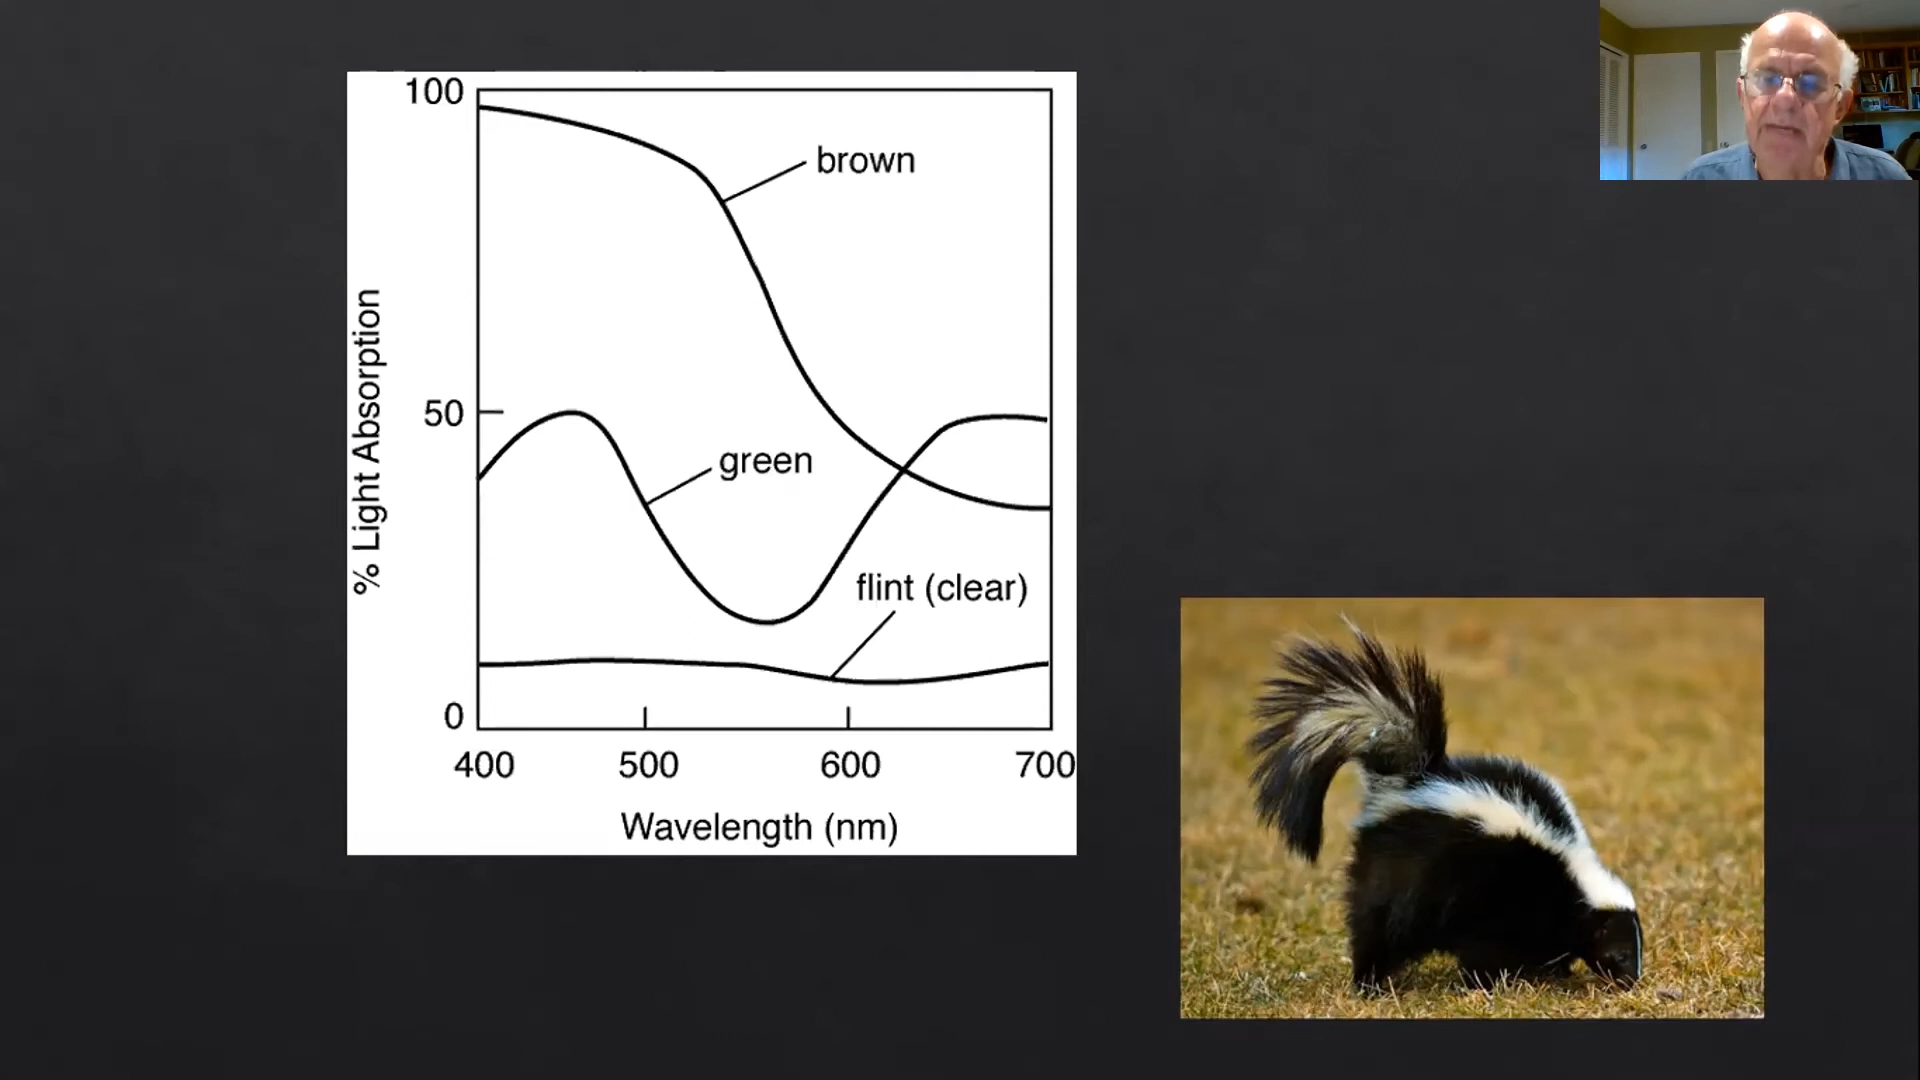 100
brown
% Light Absorption
50
green
flint (clear)
0
400 500 600 700
Wavelength (nm)